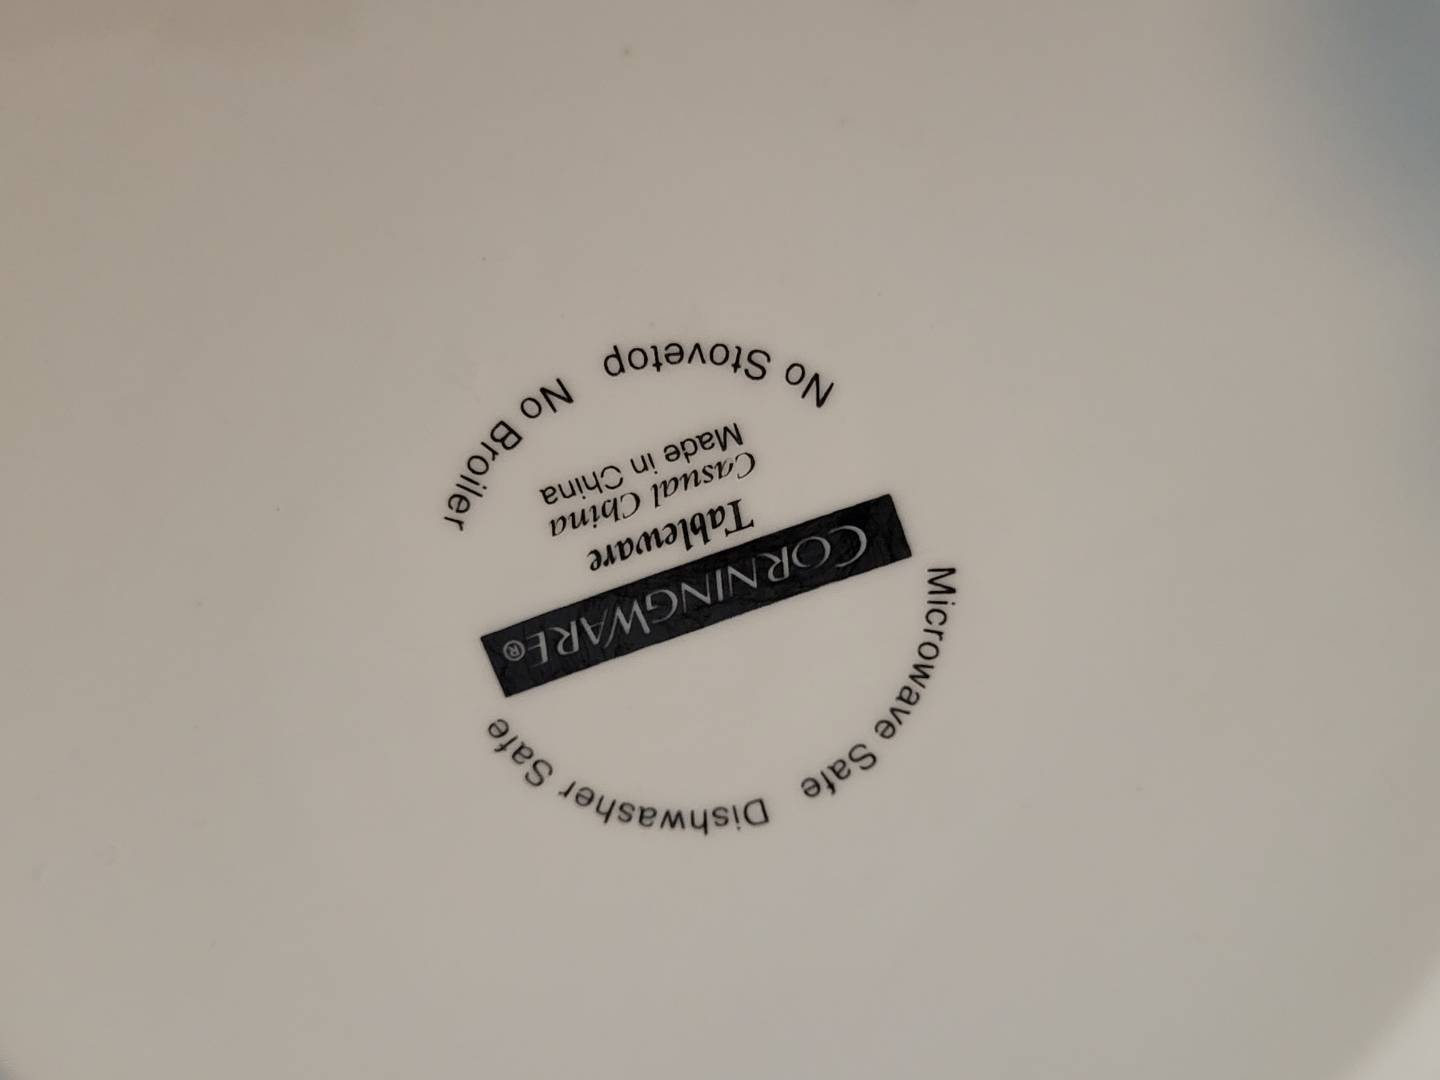 Microwave Safe Dishwasher Safe
CORNINGWARE®
Tableware
Casual China
Made in China
No Stovetop No Broiler